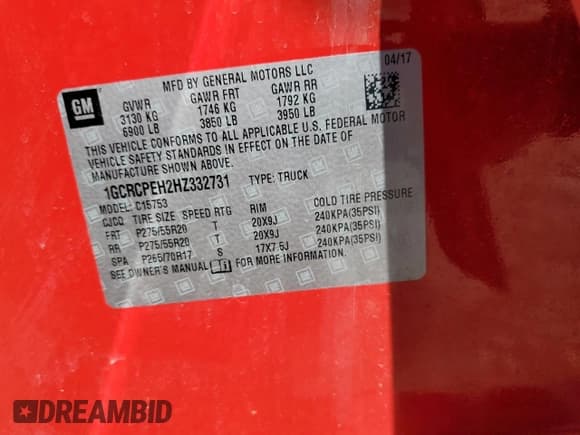 GM
MFD BY GENERAL MOTORS LLC 04/17
GVWR GAWR FRT GAWR RR
3130 KG 1746 KG 1792 KG
6900 LB 3850 LB 3950 LB
THIS VEHICLE CONFORMS TO ALL APPLICABLE U.S. FEDERAL MOTOR
VEHICLE SAFETY STANDARDS IN EFFECT ON THE DATE OF
MANUFACTURE SHOWN ABOVE.
1GCRCPEH2HZ332731 TYPE: TRUCK
MODEL: C15753
CJCQ TIRE SIZE SPEED RTG RIM COLD TIRE PRESSURE
FRT P275/55R20 T 20X9J 240KPA(35PSI)
RR P275/55R20 T 20X9J 240KPA(35PSI)
SPA P265/70R17 S 17X7.5J 240KPA(35PSI)
SEE OWNER'S MANUAL FOR MORE INFORMATION.
DREAMBID